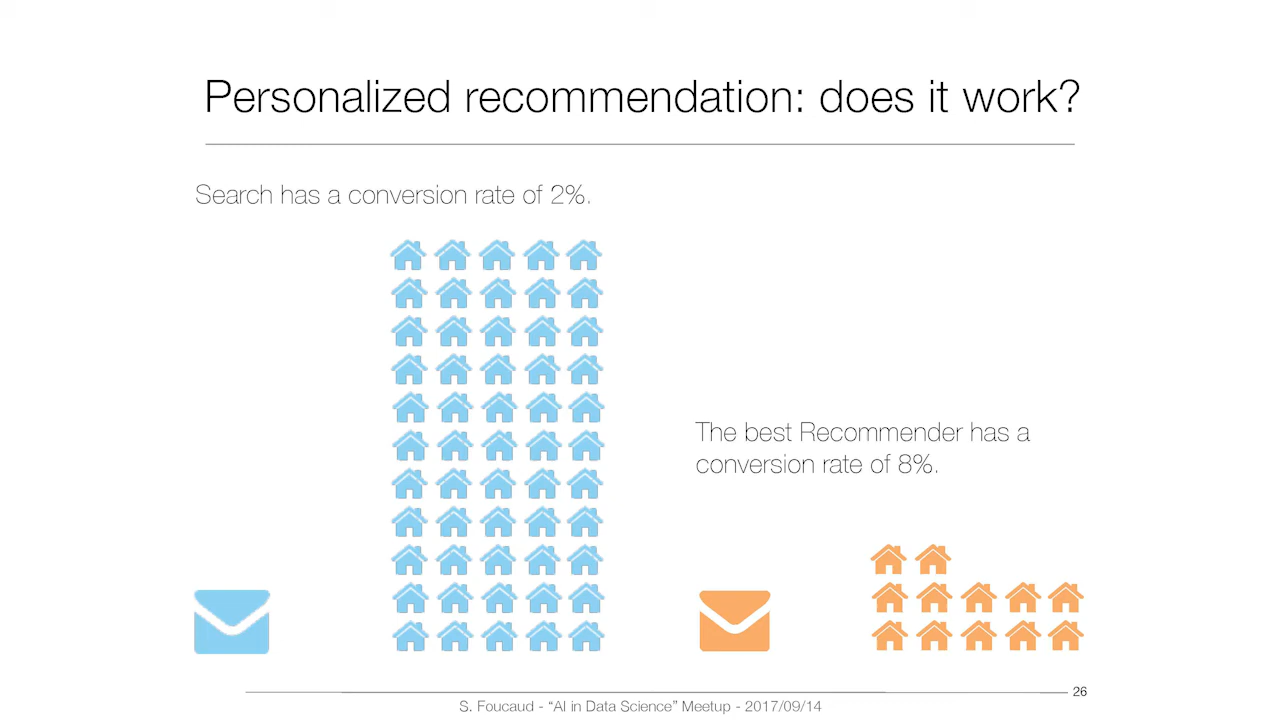 Personalized recommendation: does it work?
Search has a conversion rate of 2%.
The best Recommender has a
conversion rate of 8%.
26
S. Foucaud - “AI in Data Science” Meetup - 2017/09/14